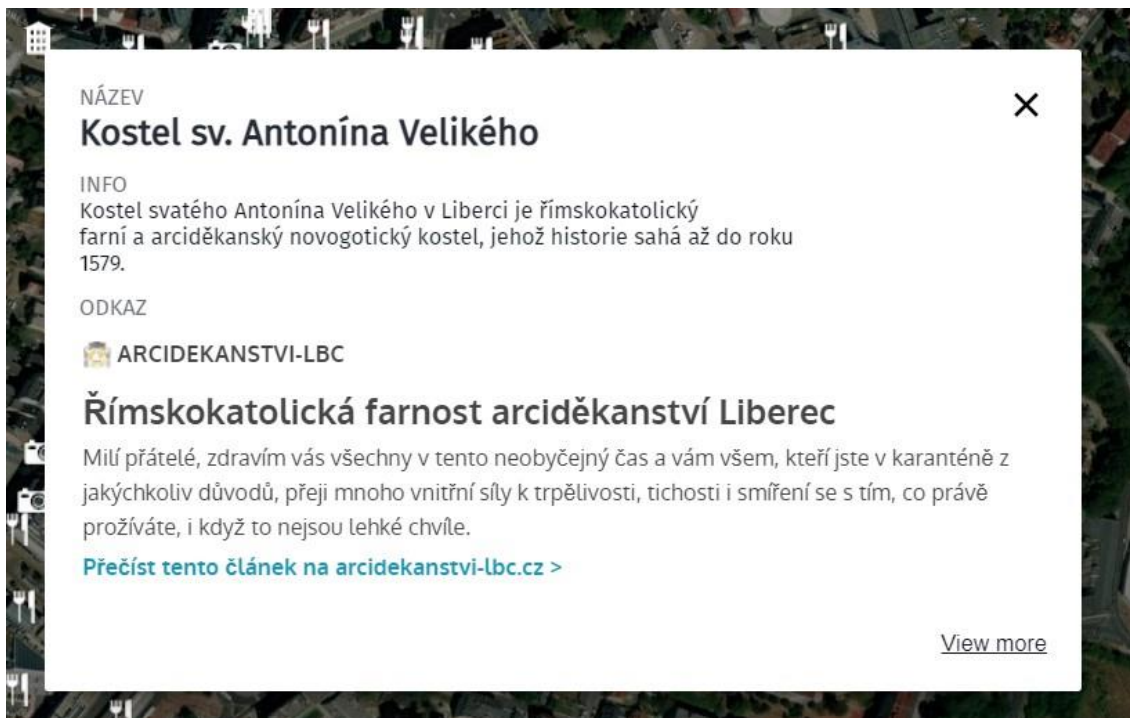 NÁZEV
Kostel sv. Antonína Velikého
INFO
Kostel svatého Antonína Velikého v Liberci je římskokatolický
farní a arciděkanský novogotický kostel, jehož historie sahá až do roku
1579.
ODKAZ
ARCIDEKANSTVI-LBC
Římskokatolická farnost arciděkanství Liberec
Milí přátelé, zdravím vás všechny v tento neobyčejný čas a vám všem, kteří jste v karanténě z
jakýchkoliv důvodů, přeji mnoho vnitřní síly k trpělivosti, tichosti i smíření se s tím, co právě
prožíváte, i když to nejsou lehké chvíle.
Přečíst tento článek na arcidekanstvi-lbc.cz >
View more